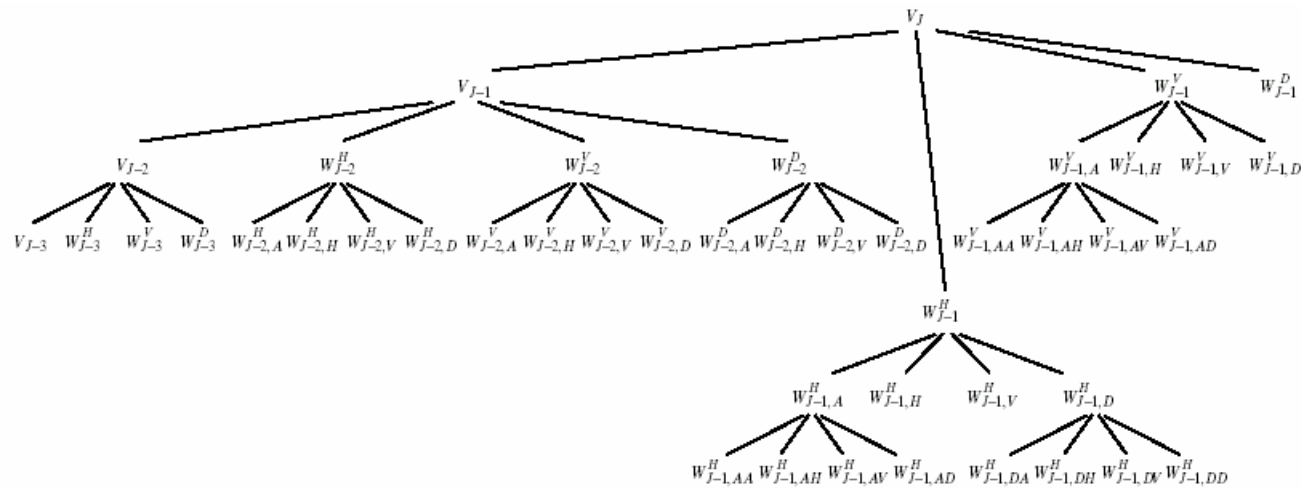 V_J
V_{J−1} W^V_{J−1} W^D_{J−1}
V_{J−2} W^H_{J−2} W^V_{J−2} W^D_{J−2} W^V_{J−1,A} W^V_{J−1,H} W^V_{J−1,V} W^V_{J−1,D}
V_{J−3} W^H_{J−3} W^V_{J−3} W^D_{J−3} W^H_{J−2,A} W^H_{J−2,H} W^H_{J−2,V} W^H_{J−2,D} W^V_{J−2,A} W^V_{J−2,H} W^V_{J−2,V} W^V_{J−2,D} W^D_{J−2,A} W^D_{J−2,H} W^D_{J−2,V} W^D_{J−2,D} W^V_{J−1,AA} W^V_{J−1,AH} W^V_{J−1,AV} W^V_{J−1,AD}
W^H_{J−1}
W^H_{J−1,A} W^H_{J−1,H} W^H_{J−1,V} W^H_{J−1,D}
W^H_{J−1,AA} W^H_{J−1,AH} W^H_{J−1,AV} W^H_{J−1,AD} W^H_{J−1,DA} W^H_{J−1,DH} W^H_{J−1,DV} W^H_{J−1,DD}